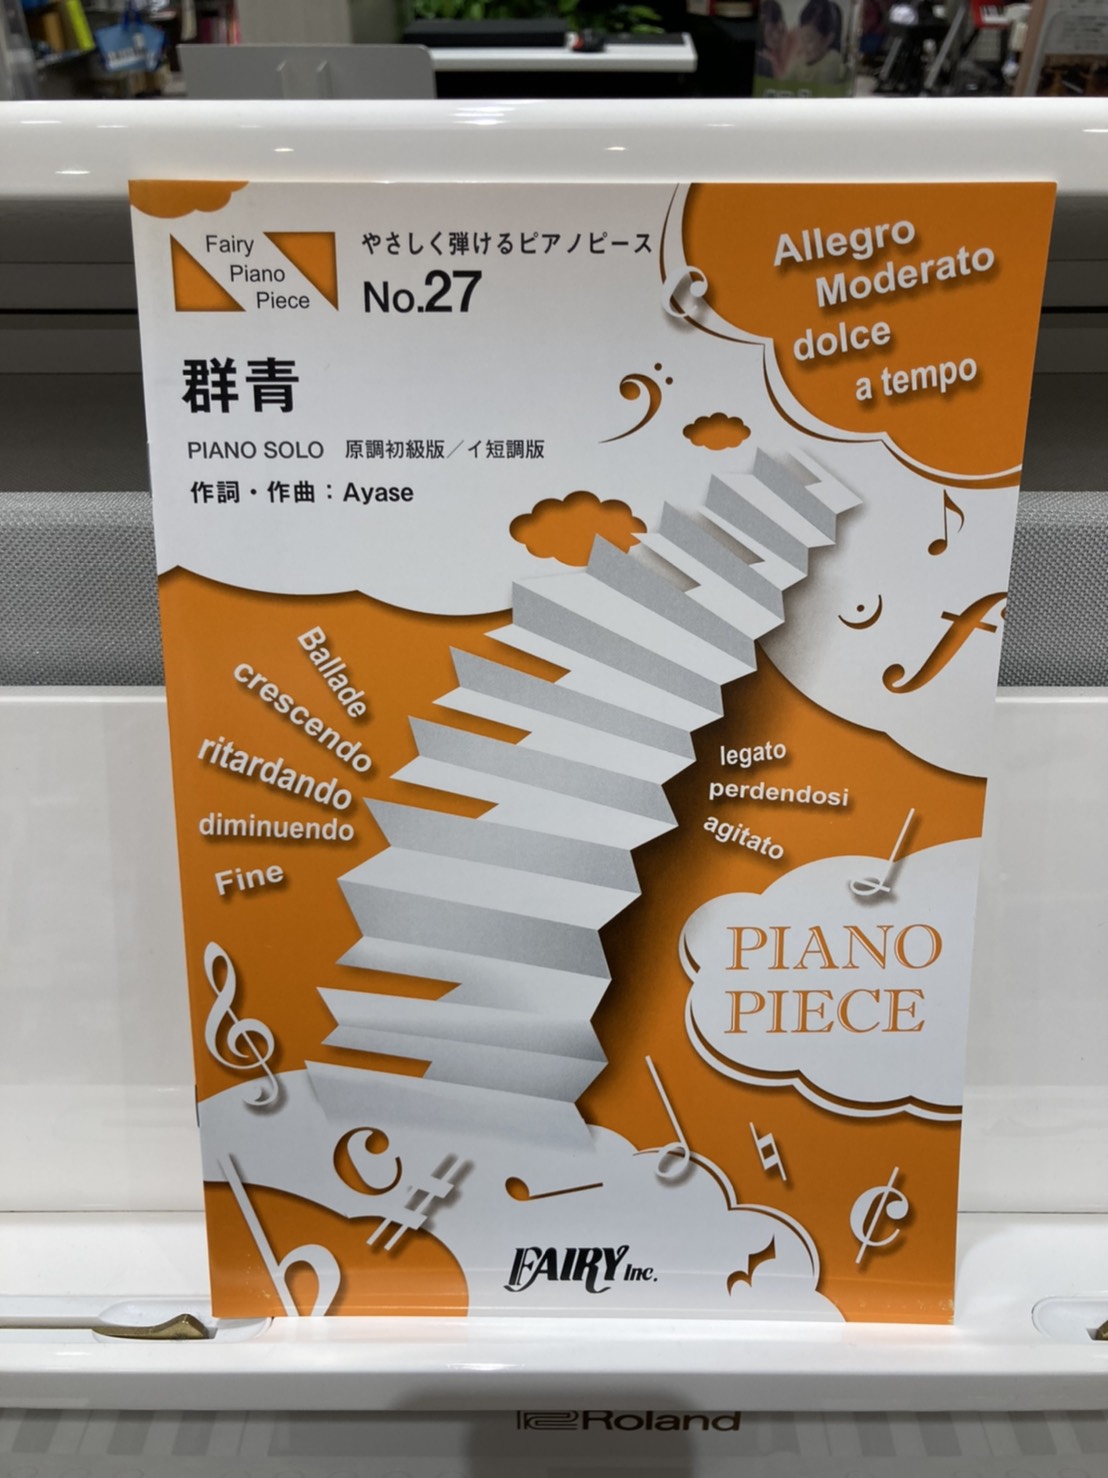 Fairy
Piano
Piece
やさしく弾けるピアノピース
No.27
群青
PIANO SOLO 原調初級版／イ短調版
作詞・作曲：Ayase
Allegro
Moderato
dolce
a tempo
Ballade
crescendo
ritardando
diminuendo
Fine
legato
perdendosi
agitato
PIANO
PIECE
FAIRY Inc.
Roland